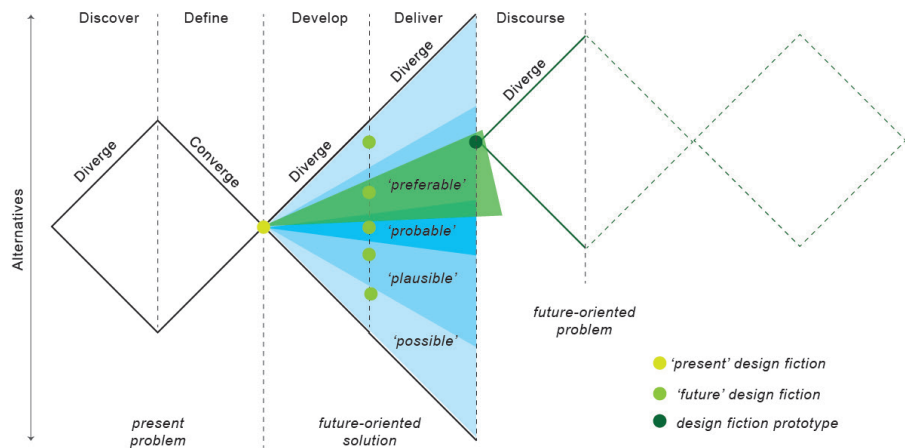 Discover
Define
Develop
Deliver
Discourse
Alternatives
Diverge
Converge
Diverge
Diverge
Diverge
‘preferable’
‘probable’
‘plausible’
‘possible’
present
problem
future-oriented
solution
future-oriented
problem
‘present’ design fiction
‘future’ design fiction
design fiction prototype